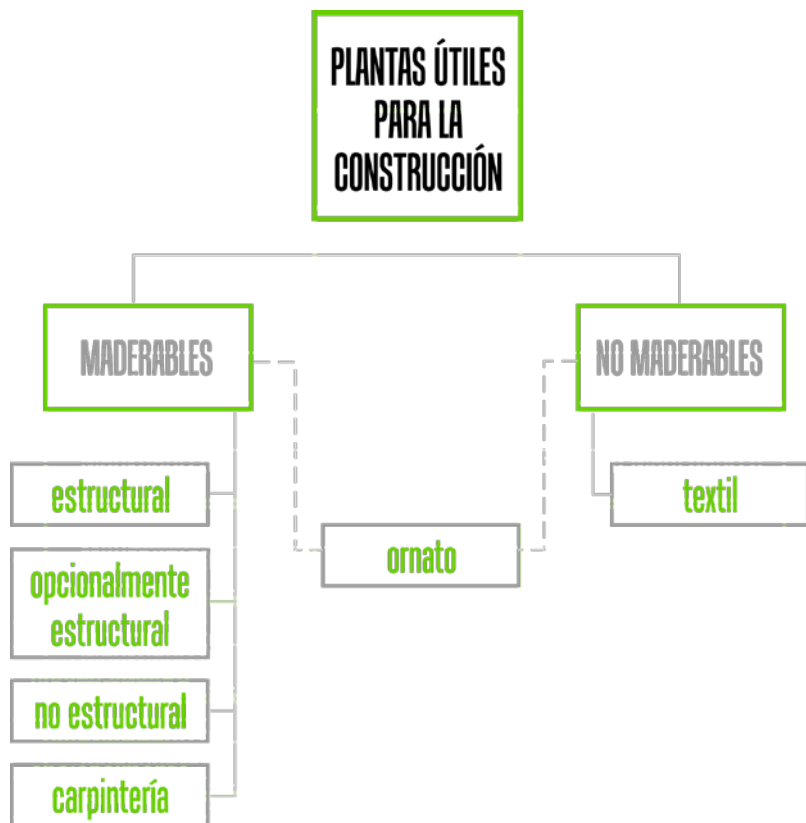 PLANTAS ÚTILES
PARA LA
CONSTRUCCIÓN
MADERABLES
NO MADERABLES
estructural
textil
ornato
opcionalmente
estructural
no estructural
carpintería